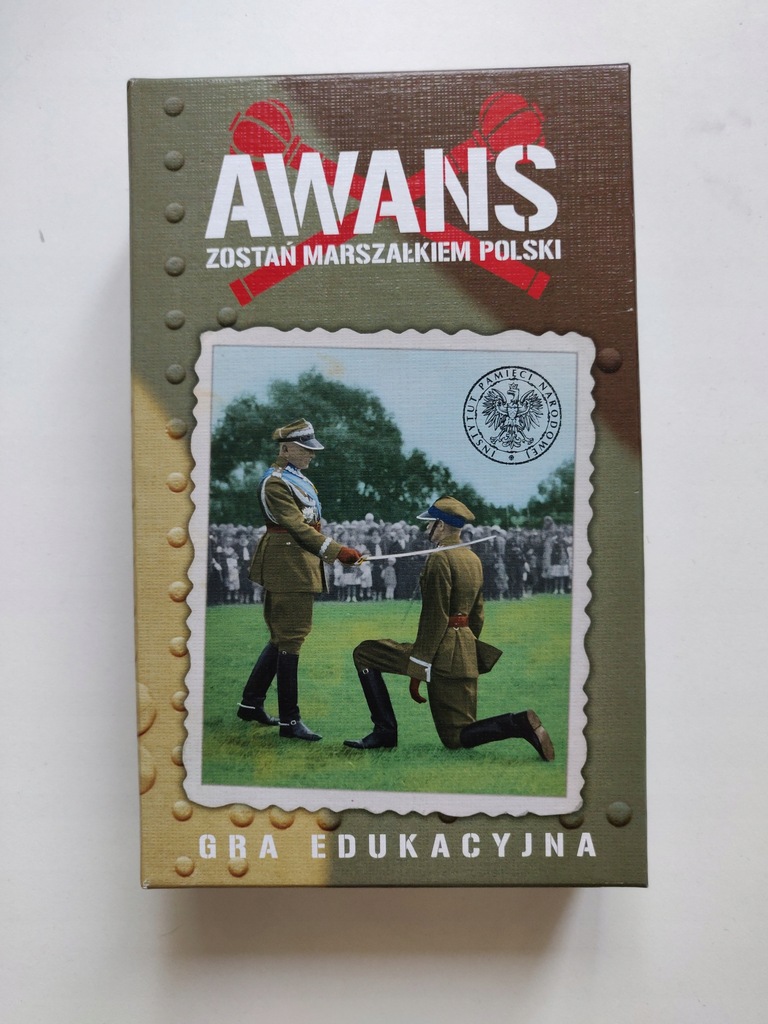 AWANS
ZOSTAŃ MARSZAŁKIEM POLSKI
INSTYTUT PAMIĘCI NARODOWEJ
GRA EDUKACYJNA